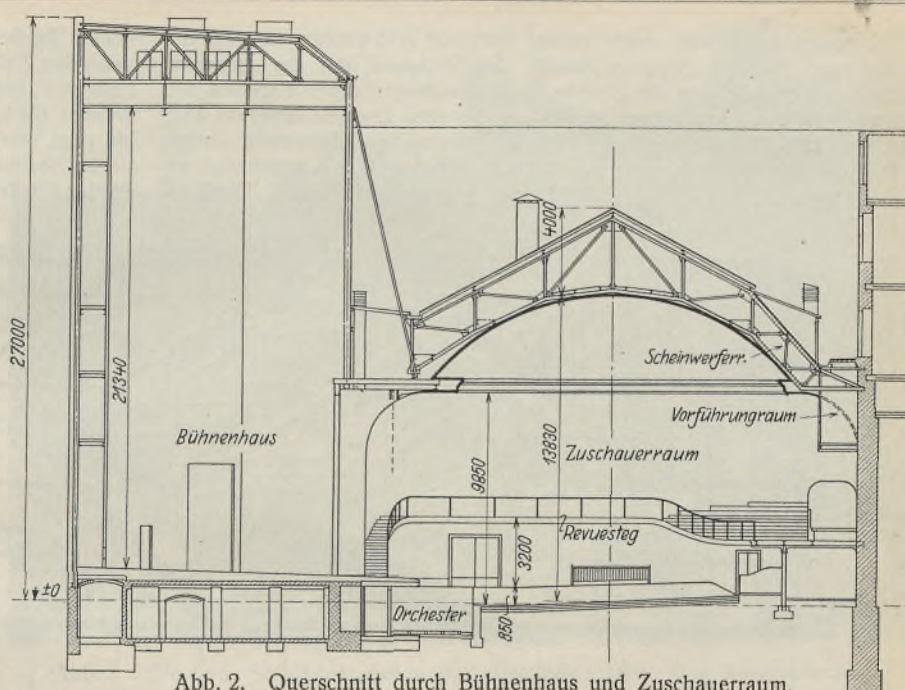 4000
27000
21340
Scheinwerferr.
Vorführungraum
Bühnenhaus
9850
13830
Zuschauerraum
Revuesteg
3200
±0
Orchester
850
Abb. 2. Querschnitt durch Bühnenhaus und Zuschauerraum.